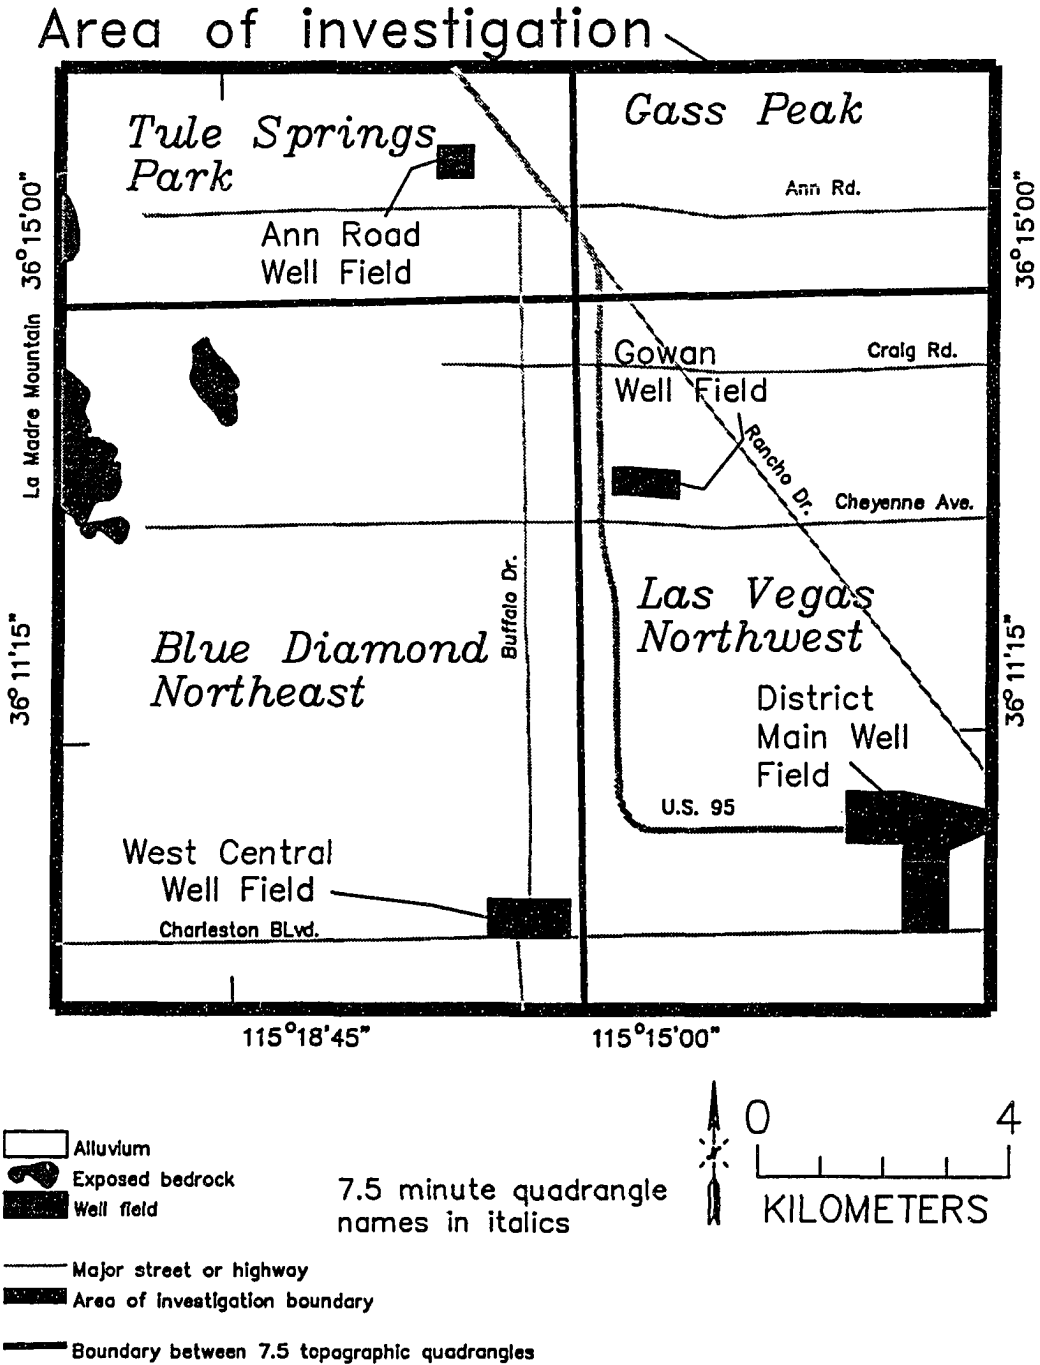 Area of investigation
Gass Peak
Tule Springs
Park
Ann Rd.
36°15'00"
36°15'00"
Ann Road
Well Field
La Madre Mountain
Gowan
Well Field
Craig Rd.
Rancho Dr.
Cheyenne Ave.
Buffalo Dr.
Las Vegas
Northwest
Blue Diamond
Northeast
36°11'15"
36°11'15"
District
Main Well
Field
U.S. 95
West Central
Well Field
Charleston BLvd.
115°18'45"
115°15'00"
0 4
KILOMETERS
Alluvium
Exposed bedrock
Well field
7.5 minute quadrangle
names in italics
Major street or highway
Area of investigation boundary
Boundary between 7.5 topagraphic quadrangles